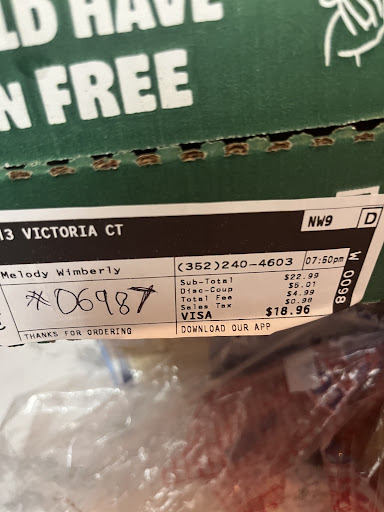 LD HAVE
N FREE
13 VICTORIA CT
NW9 D
Melody Wimberly
(352)240-4603 07:50pm
*06987
Sub-Total $22.99
Disc-Coup $5.01
Total Fee $4.99
Sales Tax $0.98
VISA $18.96
THANKS FOR ORDERING
DOWNLOAD OUR APP
W 0098